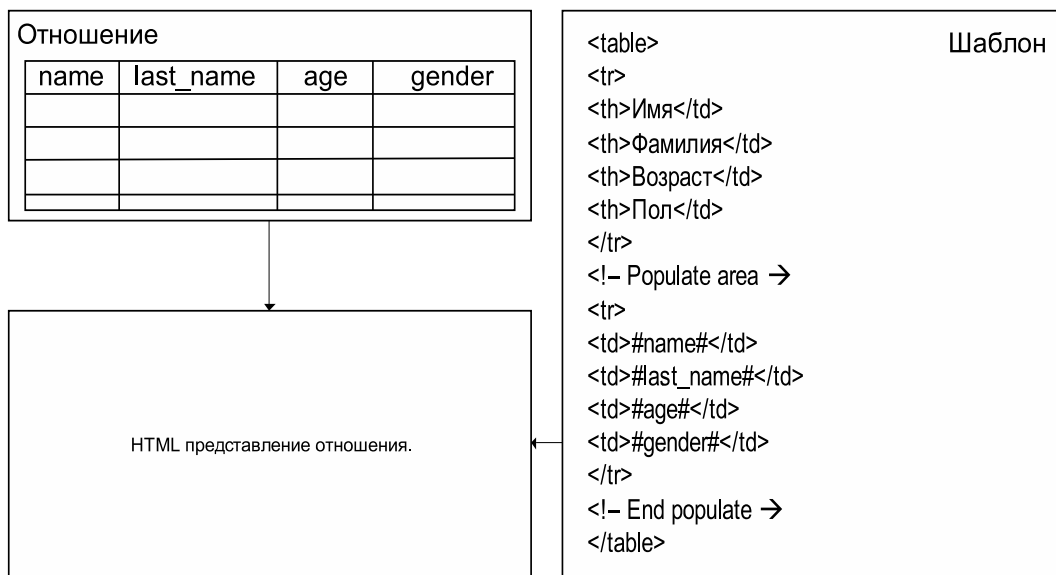 Отношение
name last_name age gender
HTML представление отношения.
Шаблон
<table>
<tr>
<th>Имя</td>
<th>Фамилия</td>
<th>Возраст</td>
<th>Пол</td>
</tr>
<!– Populate area →
<tr>
<td>#name#</td>
<td>#last_name#</td>
<td>#age#</td>
<td>#gender#</td>
</tr>
<!– End populate →
</table>